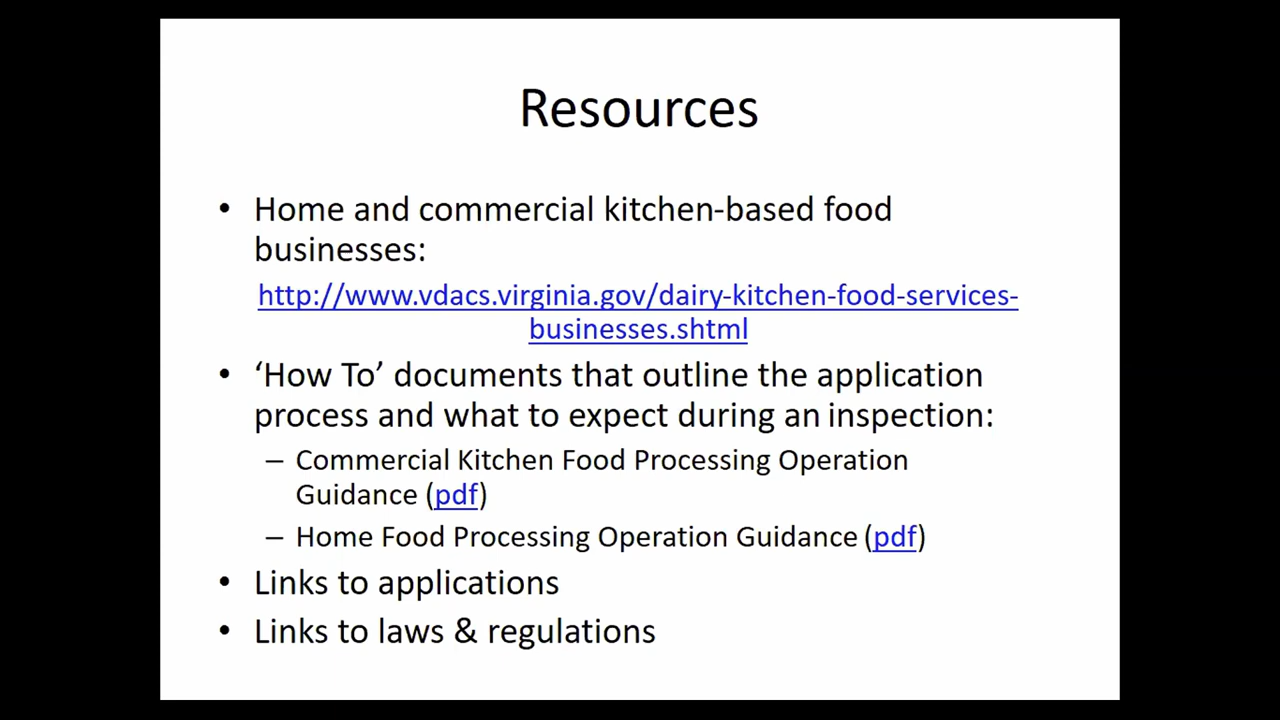 Resources
• Home and commercial kitchen-based food
businesses:
http://www.vdacs.virginia.gov/dairy-kitchen-food-services-
businesses.shtml
• ‘How To’ documents that outline the application
process and what to expect during an inspection:
– Commercial Kitchen Food Processing Operation
Guidance (pdf)
– Home Food Processing Operation Guidance (pdf)
• Links to applications
• Links to laws & regulations